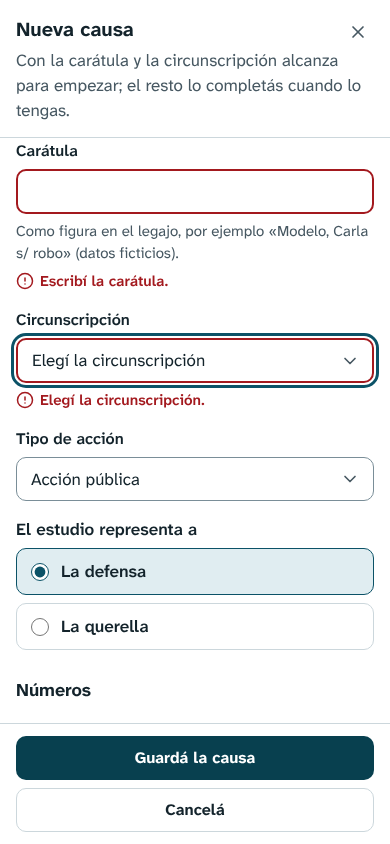 Nueva causa
Con la carátula y la circunscripción alcanza
para empezar; el resto lo completás cuando lo
tengas.
Carátula
Como figura en el legajo, por ejemplo «Modelo, Carla
s/ robo» (datos ficticios).
Escribí la carátula.
Circunscripción
Elegí la circunscripción
Elegí la circunscripción.
Tipo de acción
Acción pública
El estudio representa a
La defensa
La querella
Números
Guardá la causa
Cancelá